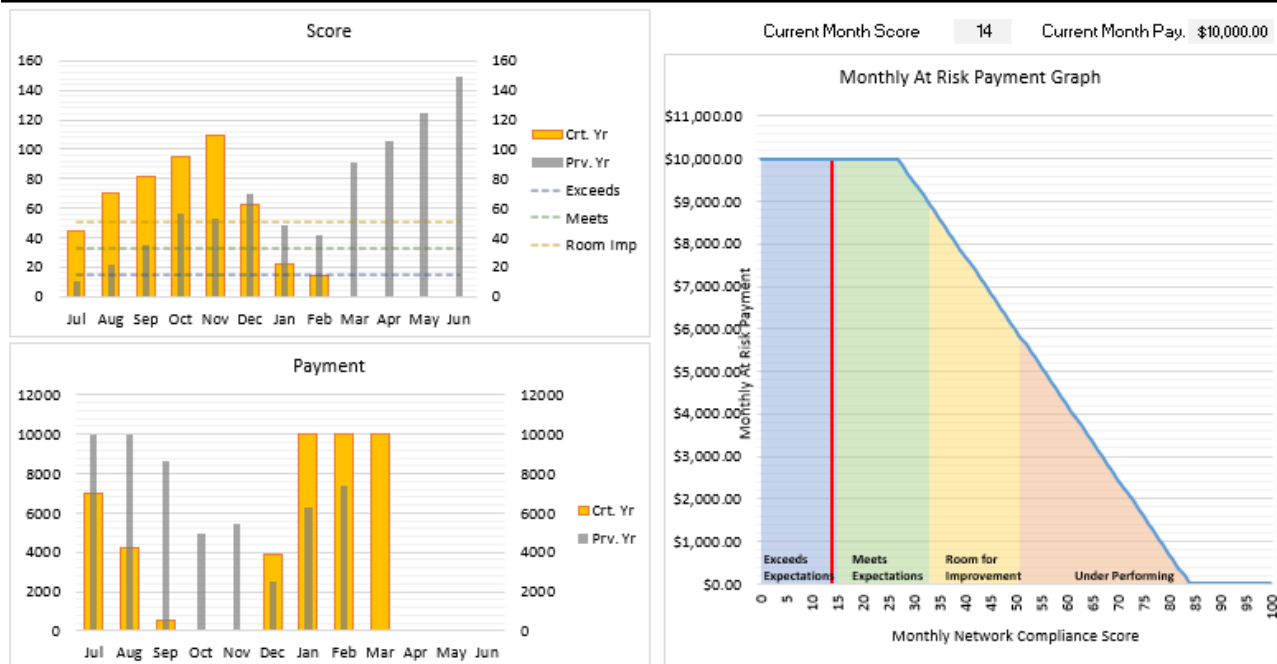 Score
160 160
140 140
120 120
100 100
80 80
60 60
40 40
20 20
0 0
Jul Aug Sep Oct Nov Dec Jan Feb Mar Apr May Jun
Crt. Yr
Prv. Yr
Exceeds
Meets
Room Imp
Payment
12000 12000
10000 10000
8000 8000
6000 6000
4000 4000
2000 2000
0 0
Jul Aug Sep Oct Nov Dec Jan Feb Mar Apr May Jun
Crt. Yr
Prv. Yr
Current Month Score 14 Current Month Pay. $10,000.00
Monthly At Risk Payment Graph
Monthly At Risk Payment
$11,000.00
$10,000.00
$9,000.00
$8,000.00
$7,000.00
$6,000.00
$5,000.00
$4,000.00
$3,000.00
$2,000.00
$1,000.00
$0.00
Exceeds
Expectations
Meets
Expectations
Room for
Improvement
Under Performing
0 5 10 15 20 25 30 35 40 45 50 55 60 65 70 75 80 85 90 95 100
Monthly Network Compliance Score